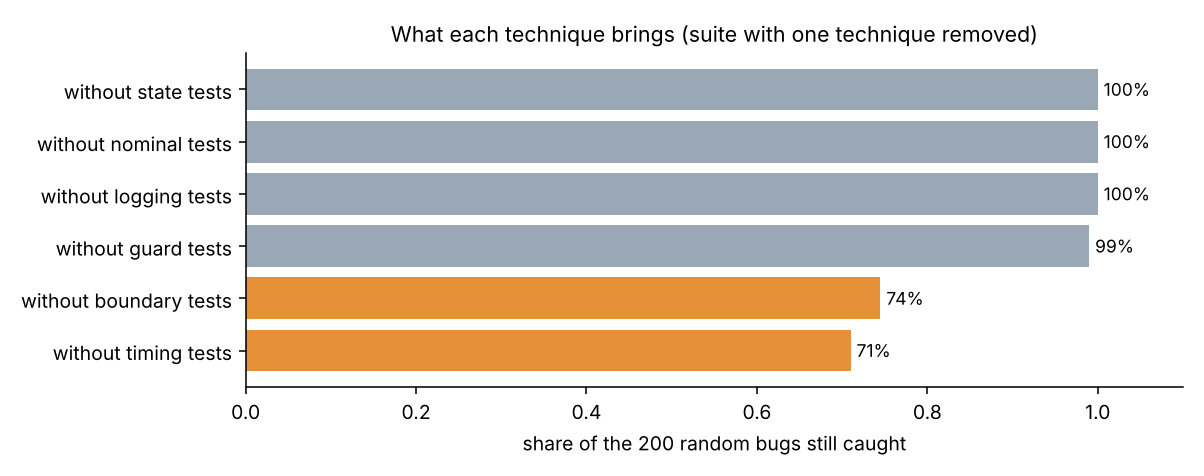 What each technique brings (suite with one technique removed)
without state tests 100%
without nominal tests 100%
without logging tests 100%
without guard tests 99%
without boundary tests 74%
without timing tests 71%
0.0 0.2 0.4 0.6 0.8 1.0
share of the 200 random bugs still caught